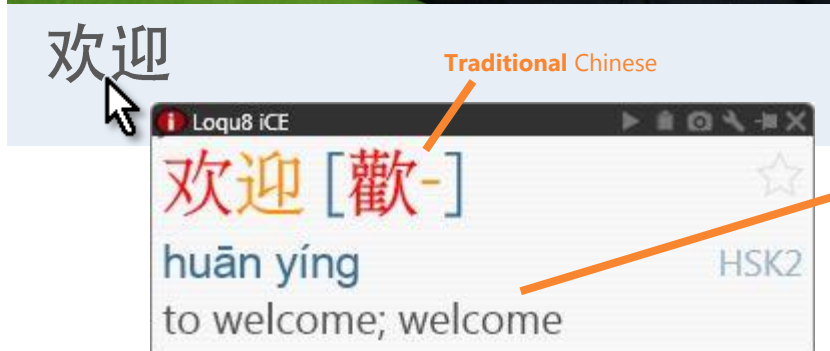 欢迎
Traditional Chinese
Loqu8 iCE
欢迎 [歡-]
huān yíng
HSK2
to welcome; welcome